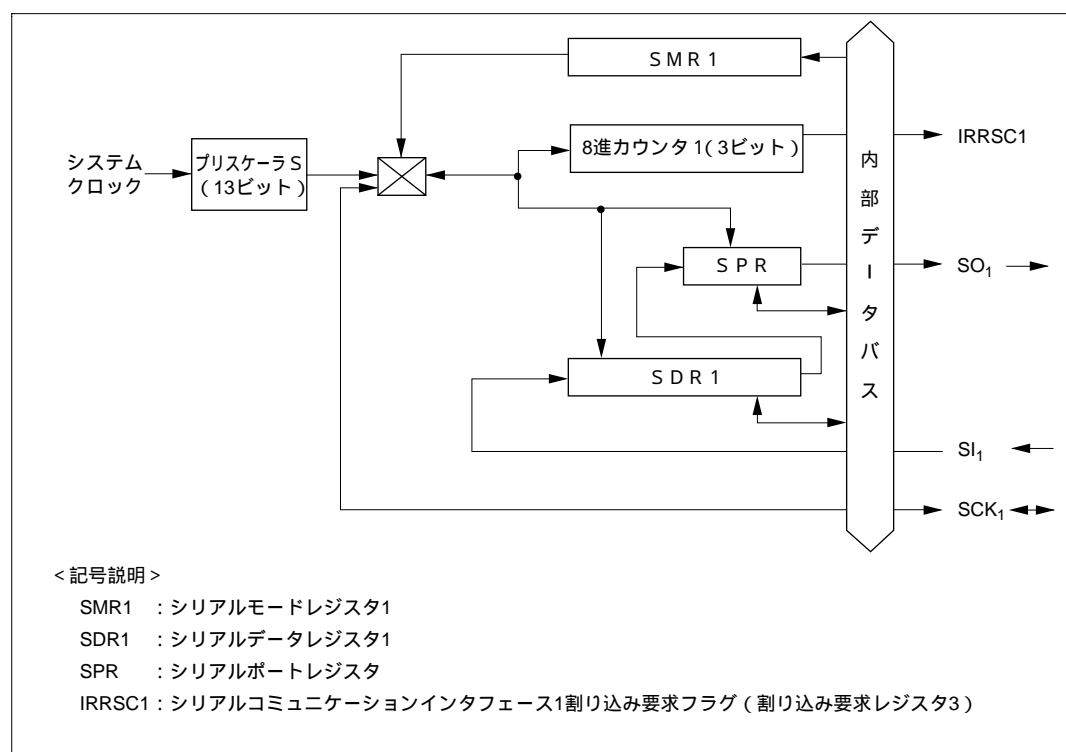 SMR1
8進カウンタ1(3ビット)
IRRSC1
システム
クロック
プリスケーラS
(13ビット)
内部データバス
SPR
SO1
SDR1
SI1
SCK1
<記号説明>
SMR1 :シリアルモードレジスタ1
SDR1 :シリアルデータレジスタ1
SPR :シリアルポートレジスタ
IRRSC1:シリアルコミュニケーションインタフェース1割り込み要求フラグ(割り込み要求レジスタ3)